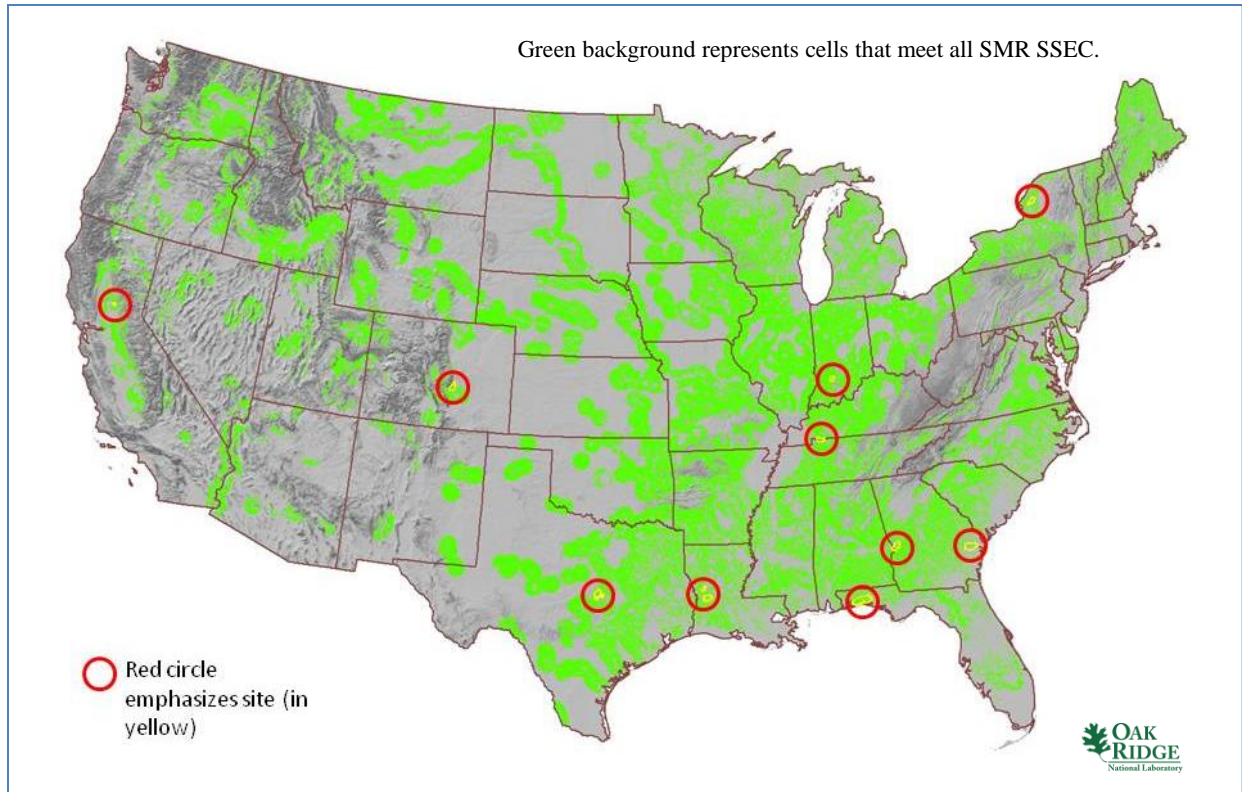 Green background represents cells that meet all SMR SSEC.
Red circle
emphasizes site (in
yellow)
OAK
RIDGE
National Laboratory